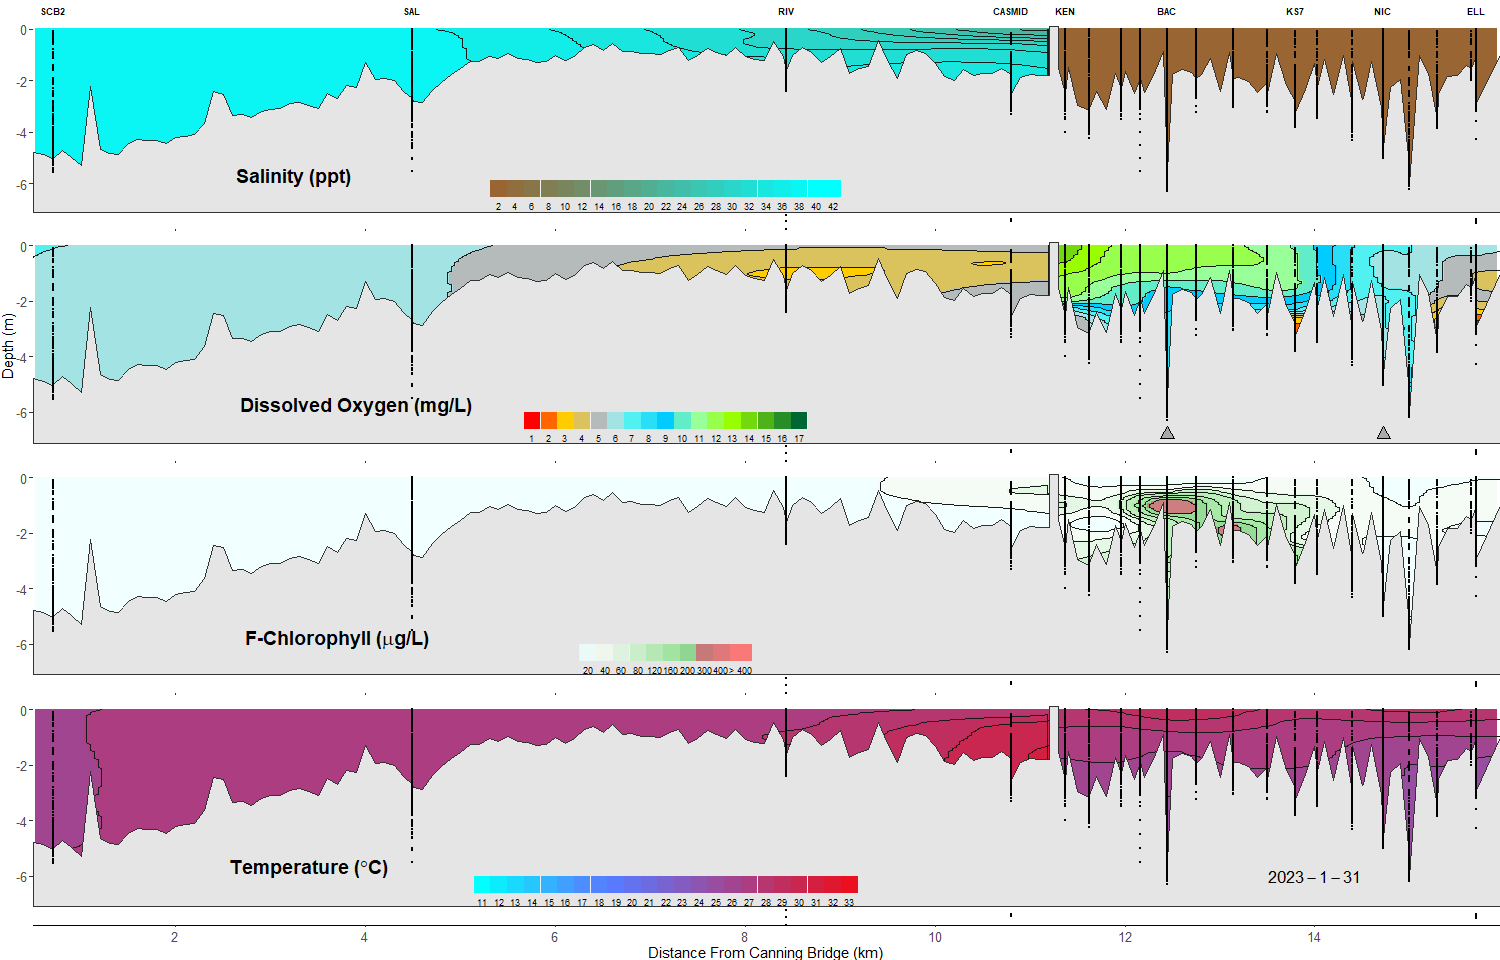 SCB2 SAL RIV CASMID KEN BAC KS7 NIC ELL
0
-2
-4
-6
Salinity (ppt)
2 4 6 8 10 12 14 16 18 20 22 24 26 28 30 32 34 36 38 40 42
0
-2
-4
-6
Depth (m)
Dissolved Oxygen (mg/L)
1 2 3 4 5 6 7 8 9 10 11 12 13 14 15 16 17
0
-2
-4
-6
F-Chlorophyll (μg/L)
20 40 60 80 120 160 200 300 400 > 400
0
-2
-4
-6
Temperature (°C)
2023 – 1 – 31
11 12 13 14 15 16 17 18 19 20 21 22 23 24 25 26 27 28 29 30 31 32 33
2 4 6 8 10 12 14
Distance From Canning Bridge (km)